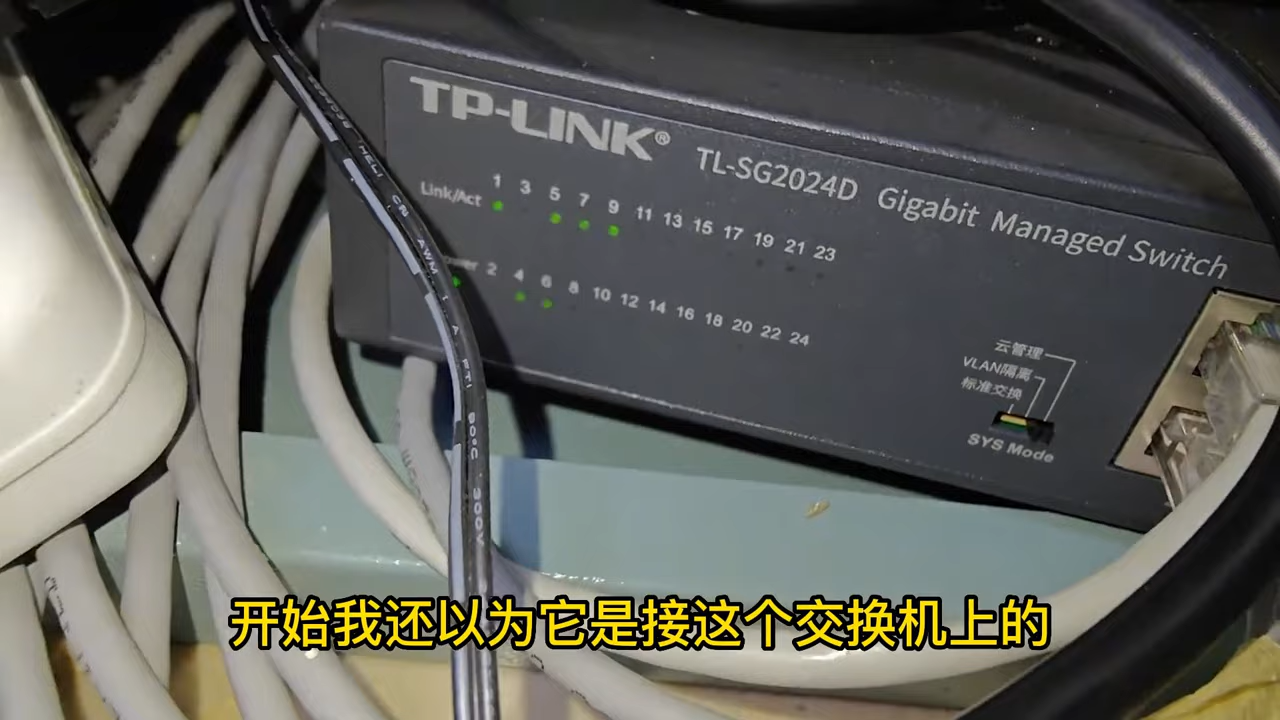 TP-LINK®
TL-SG2024D Gigabit Managed Switch
Link/Act
1 3 5 7 9 11 13 15 17 19 21 23
2 4 6 8 10 12 14 16 18 20 22 24
云管理
VLAN隔离
标准交换
SYS Mode
AWM
80°C 300V
开始我还以为它是接这个交换机上的